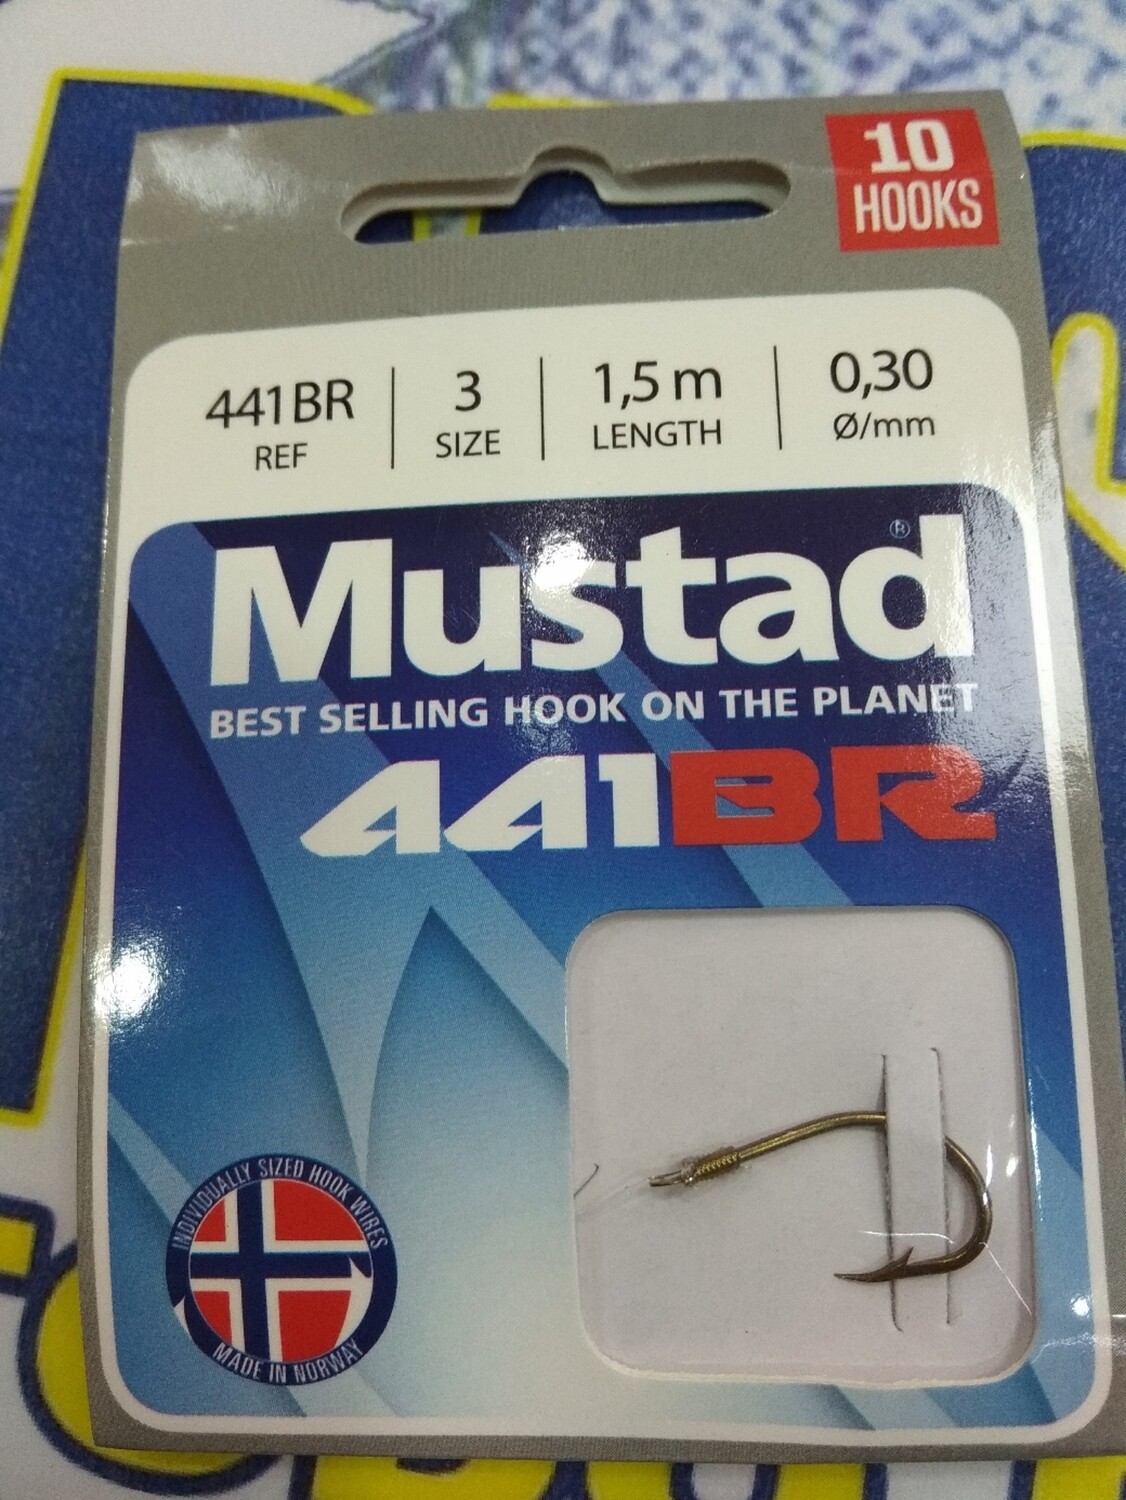 10
HOOKS
441BR
REF
3
SIZE
1,5 m
LENGTH
0,30
Ø/mm
Mustad®
BEST SELLING HOOK ON THE PLANET
441BR
INDIVIDUALLY SIZED HOOK WIRES
MADE IN NORWAY